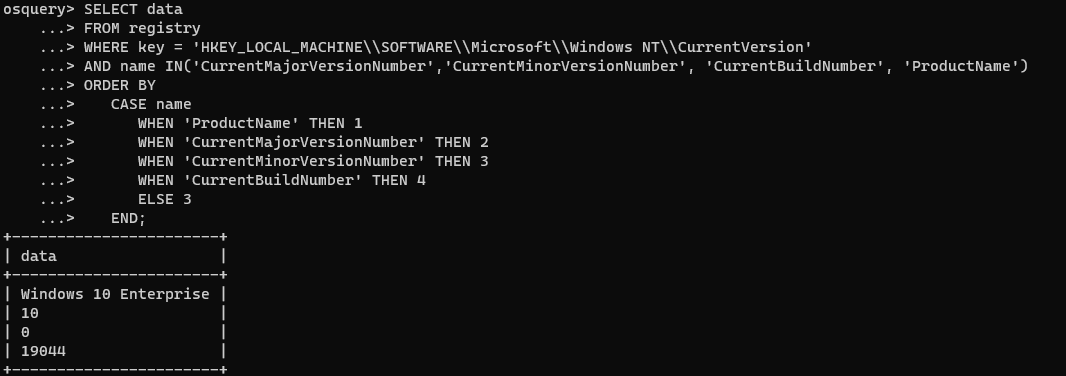 osquery> SELECT data
    ...> FROM registry
    ...> WHERE key = 'HKEY_LOCAL_MACHINE\\SOFTWARE\\Microsoft\\Windows NT\\CurrentVersion'
    ...> AND name IN('CurrentMajorVersionNumber','CurrentMinorVersionNumber', 'CurrentBuildNumber', 'ProductName')
    ...> ORDER BY
    ...>    CASE name
    ...>       WHEN 'ProductName' THEN 1
    ...>       WHEN 'CurrentMajorVersionNumber' THEN 2
    ...>       WHEN 'CurrentMinorVersionNumber' THEN 3
    ...>       WHEN 'CurrentBuildNumber' THEN 4
    ...>       ELSE 3
    ...>    END;
+-----------------------+
| data                  |
+-----------------------+
| Windows 10 Enterprise |
| 10                    |
| 0                     |
| 19044                 |
+-----------------------+